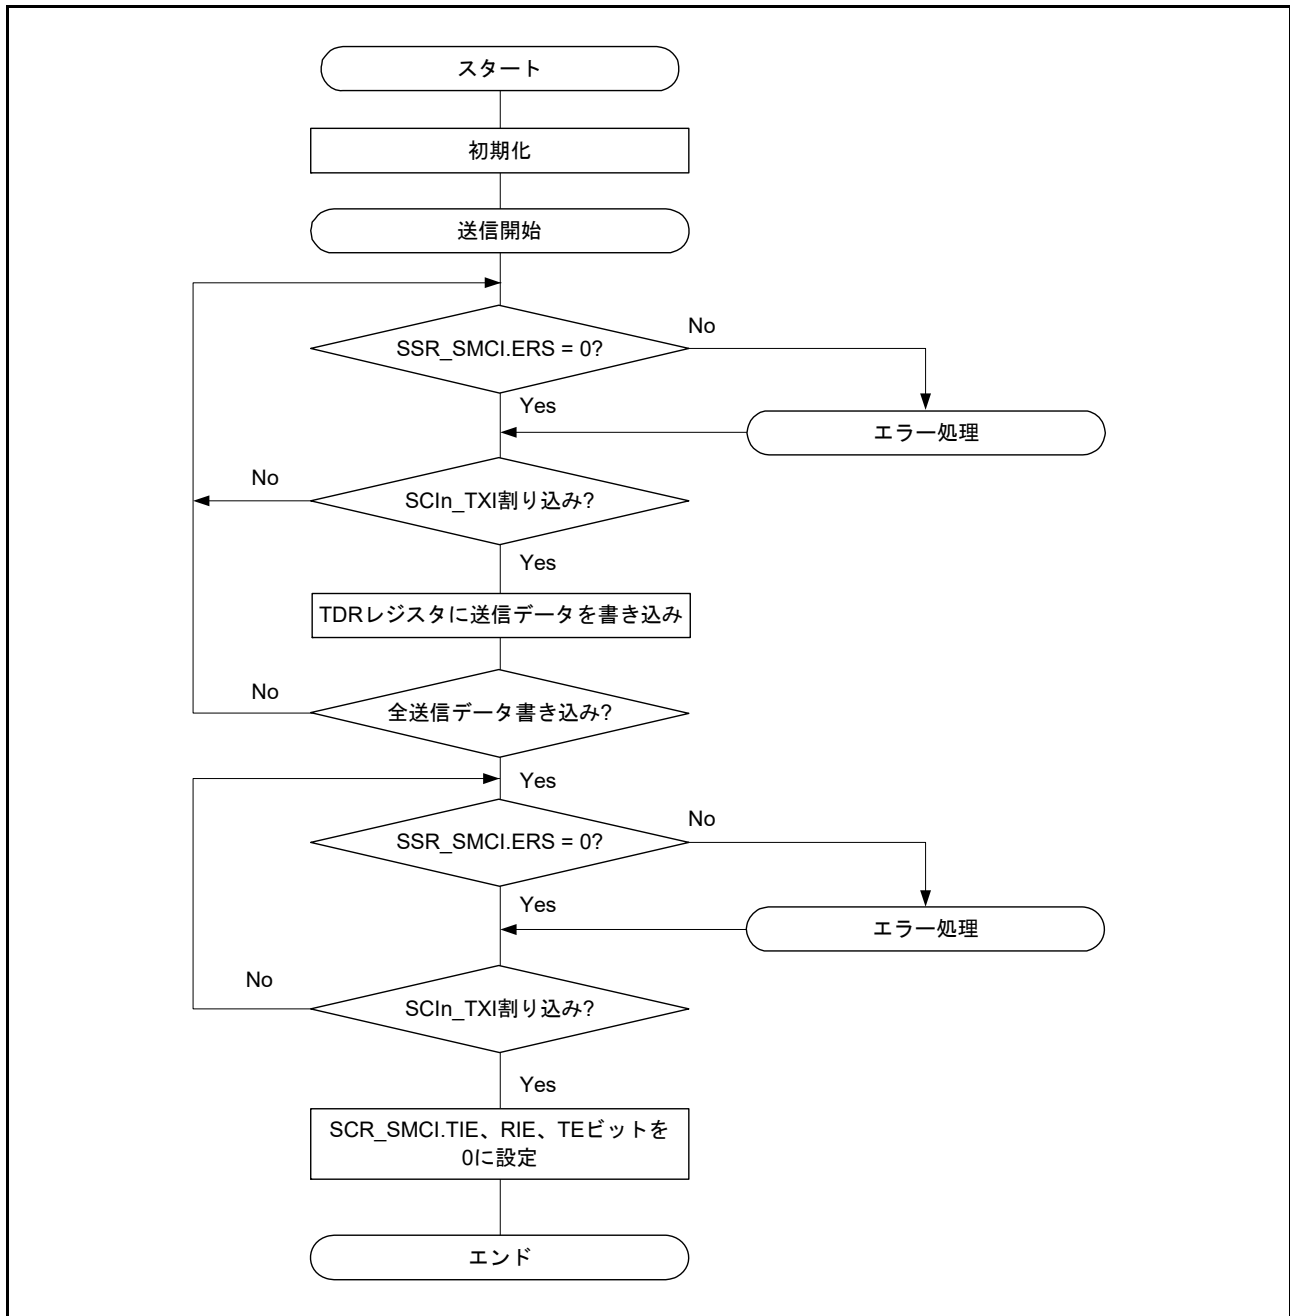 スタート
初期化
送信開始
SSR_SMCI.ERS = 0?
No
Yes
エラー処理
No
SCIn_TXI割り込み?
Yes
TDRレジスタに送信データを書き込み
No
全送信データ書き込み?
Yes
SSR_SMCI.ERS = 0?
No
Yes
エラー処理
No
SCIn_TXI割り込み?
Yes
SCR_SMCI.TIE、RIE、TEビットを
0に設定
エンド